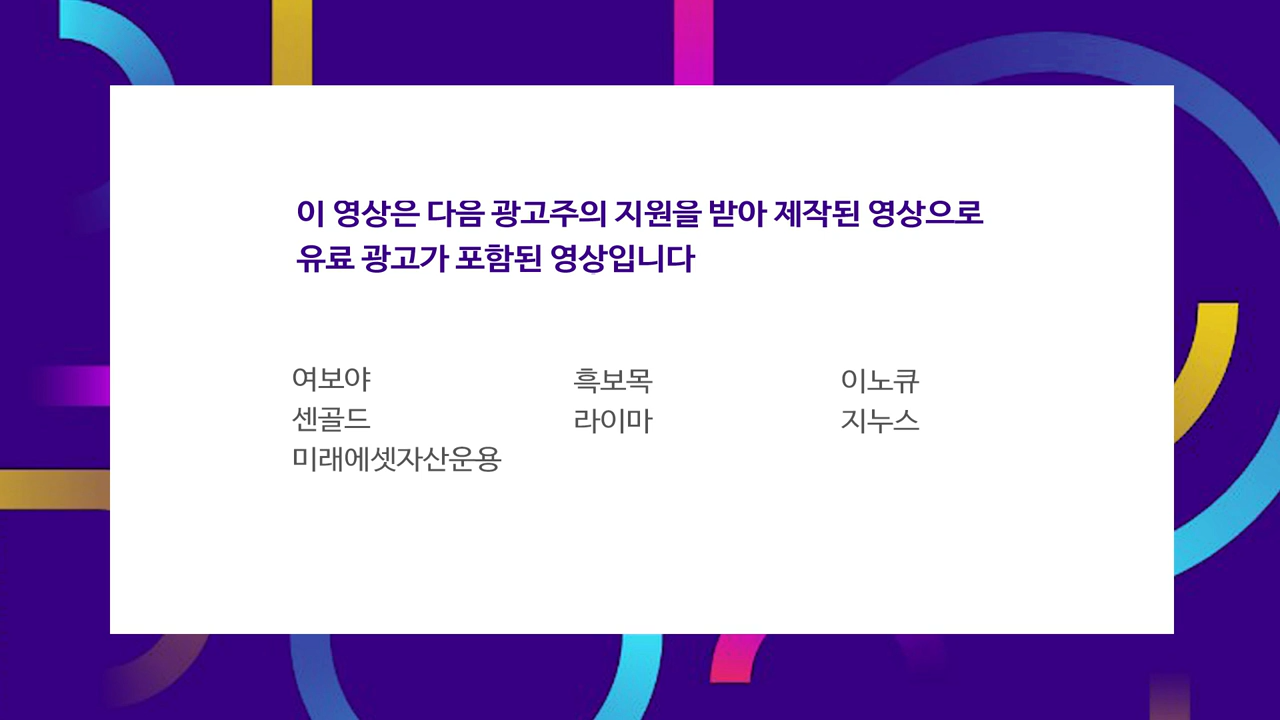 이 영상은 다음 광고주의 지원을 받아 제작된 영상으로
유료 광고가 포함된 영상입니다
여보야 흑보목 이노큐
센골드 라이마 지누스
미래에셋자산운용